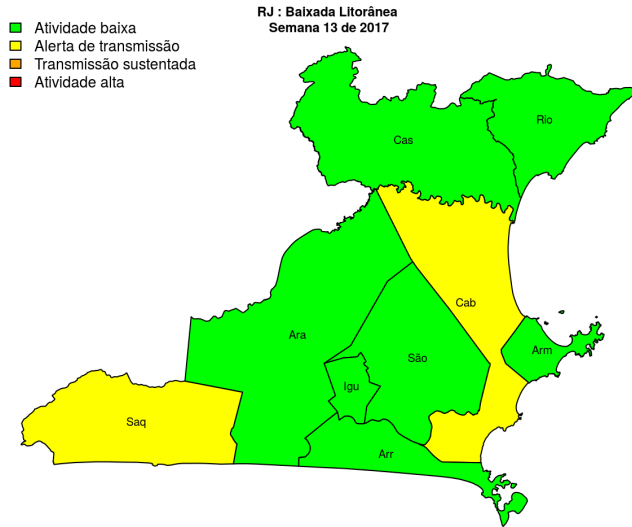 RJ : Baixada Litorânea
Semana 13 de 2017
Atividade baixa
Alerta de transmissão
Transmissão sustentada
Atividade alta
Rio
Cas
Cab
Ara
Arm
São
Igu
Saq
Arr